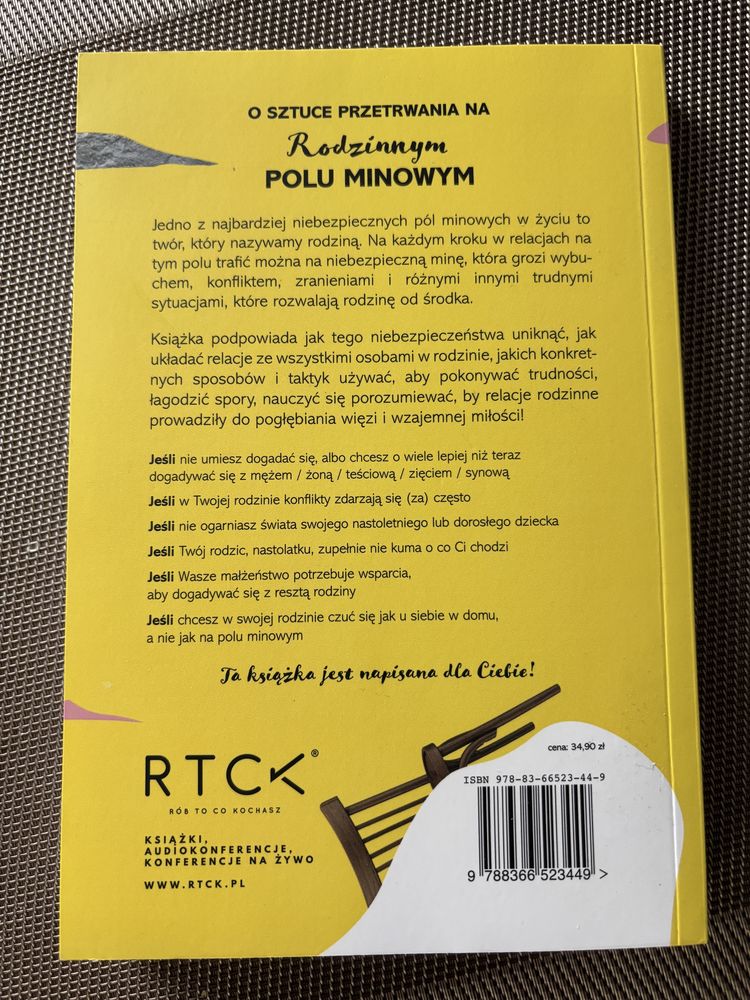 O SZTUCE PRZETRWANIA NA
Rodzinnym
POLU MINOWYM
Jedno z najbardziej niebezpiecznych pól minowych w życiu to
twór, który nazywamy rodziną. Na każdym kroku w relacjach na
tym polu trafić można na niebezpieczną minę, która grozi wybu-
chem, konfliktem, zranieniami i różnymi innymi trudnymi
sytuacjami, które rozwalają rodzinę od środka.
Książka podpowiada jak tego niebezpieczeństwa uniknąć, jak
układać relacje ze wszystkimi osobami w rodzinie, jakich konkret-
nych sposobów i taktyk używać, aby pokonywać trudności,
łagodzić spory, nauczyć się porozumiewać, by relacje rodzinne
prowadziły do pogłębiania więzi i wzajemnej miłości!
Jeśli nie umiesz dogadać się, albo chcesz o wiele lepiej niż teraz
dogadywać się z mężem / żoną / teściową / zięciem / synową
Jeśli w Twojej rodzinie konflikty zdarzają się (za) często
Jeśli nie ogarniasz świata swojego nastoletniego lub dorosłego dziecka
Jeśli Twój rodzic, nastolatku, zupełnie nie kuma o co Ci chodzi
Jeśli Wasze małżeństwo potrzebuje wsparcia,
aby dogadywać się z resztą rodziny
Jeśli chcesz w swojej rodzinie czuć się jak u siebie w domu,
a nie jak na polu minowym
Ta książka jest napisana dla Ciebie!
RTCK®
RÓB TO CO KOCHASZ
KSIĄŻKI,
AUDIOKONFERENCJE,
KONFERENCJE NA ŻYWO
WWW.RTCK.PL
cena: 34,90 zł
ISBN 978-83-66523-44-9
9 788366 523449 >